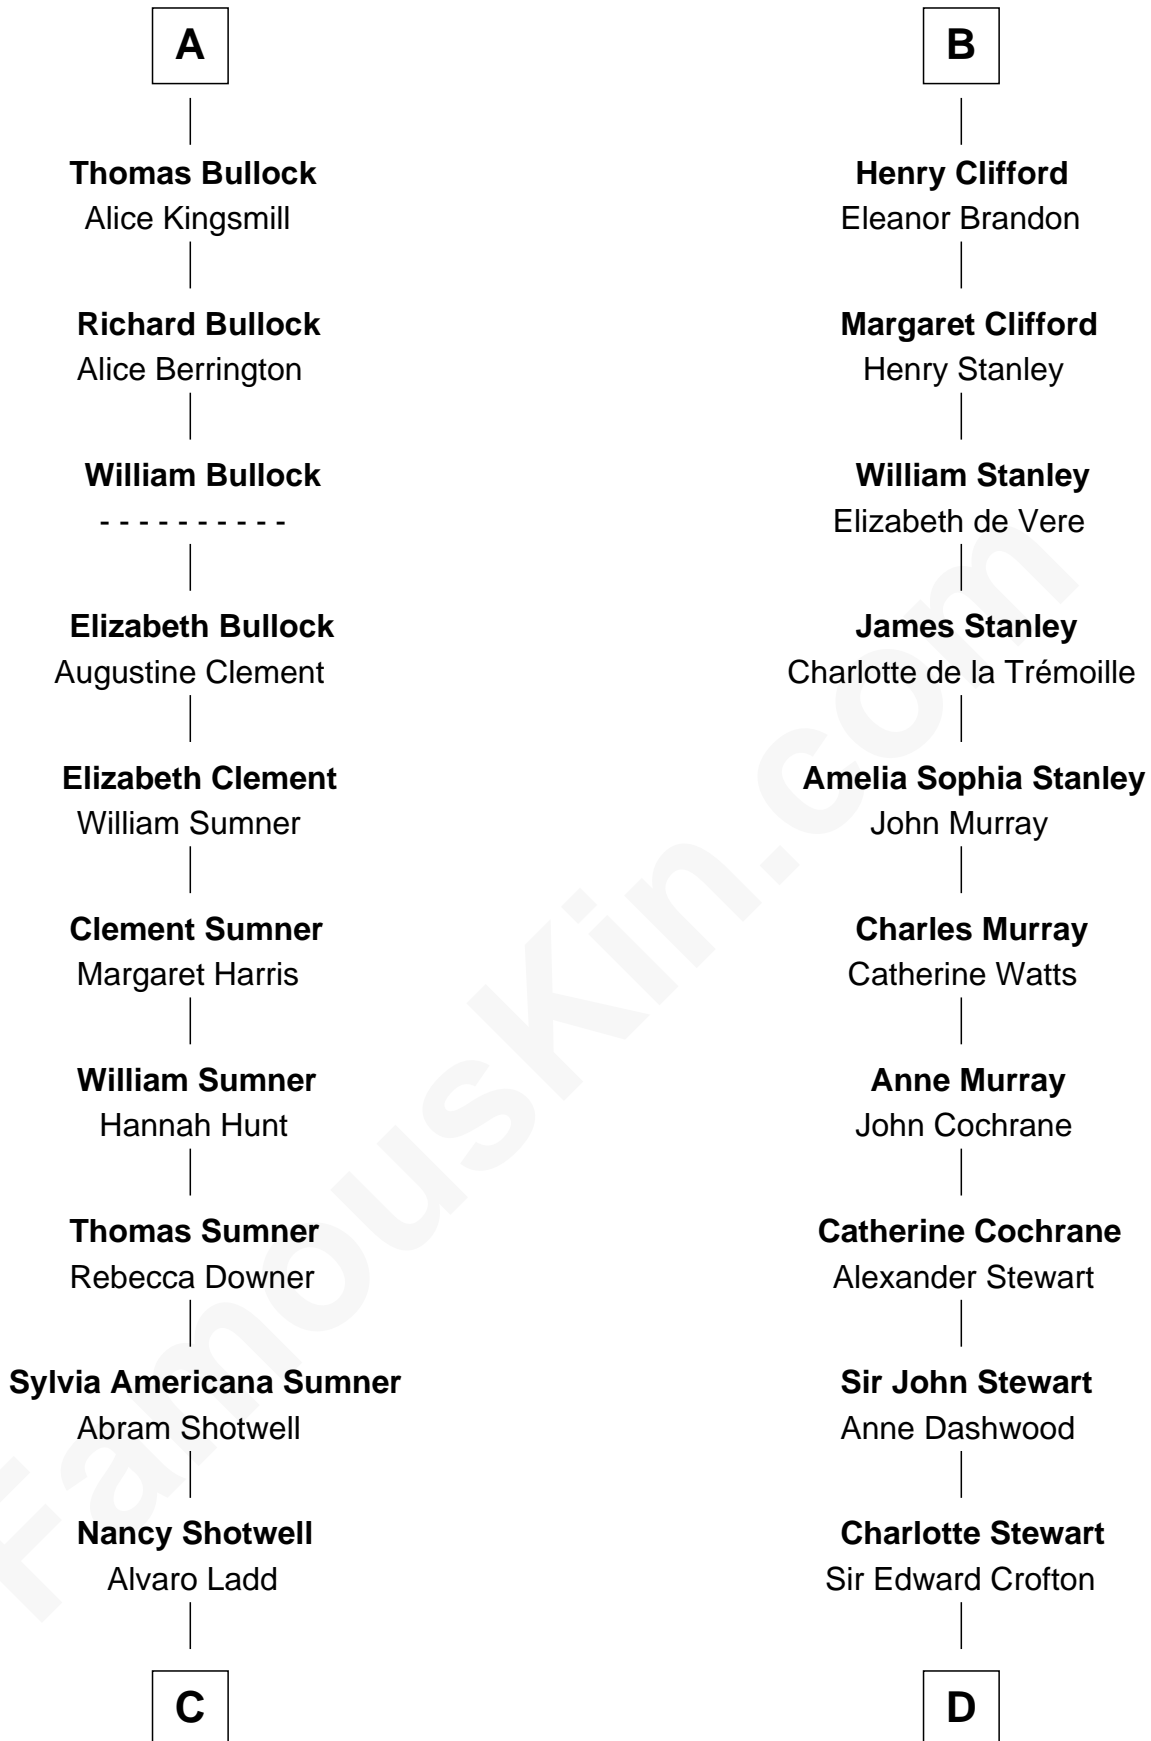 A
Thomas Bullock
Alice Kingsmill
Richard Bullock
Alice Berrington
William Bullock
- - - - - - - - - -
Elizabeth Bullock
Augustine Clement
Elizabeth Clement
William Sumner
Clement Sumner
Margaret Harris
William Sumner
Hannah Hunt
Thomas Sumner
Rebecca Downer
Sylvia Americana Sumner
Abram Shotwell
Nancy Shotwell
Alvaro Ladd
C
B
Henry Clifford
Eleanor Brandon
Margaret Clifford
Henry Stanley
William Stanley
Elizabeth de Vere
James Stanley
Charlotte de la Trémoille
Amelia Sophia Stanley
John Murray
Charles Murray
Catherine Watts
Anne Murray
John Cochrane
Catherine Cochrane
Alexander Stewart
Sir John Stewart
Anne Dashwood
Charlotte Stewart
Sir Edward Crofton
D
FamousKin.com